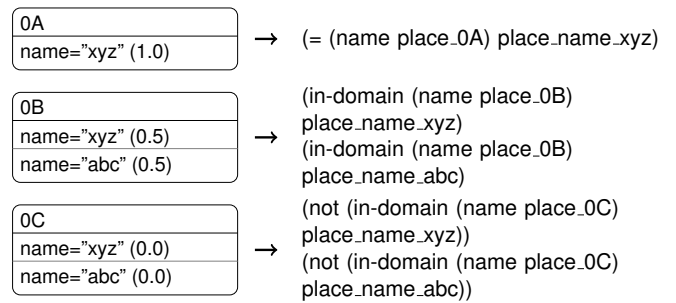 0A
name="xyz" (1.0)
→ (= (name place_0A) place_name_xyz)
0B
name="xyz" (0.5)
name="abc" (0.5)
→
(in-domain (name place_0B)
place_name_xyz)
(in-domain (name place_0B)
place_name_abc)
0C
name="xyz" (0.0)
name="abc" (0.0)
→
(not (in-domain (name place_0C)
place_name_xyz))
(not (in-domain (name place_0C)
place_name_abc))